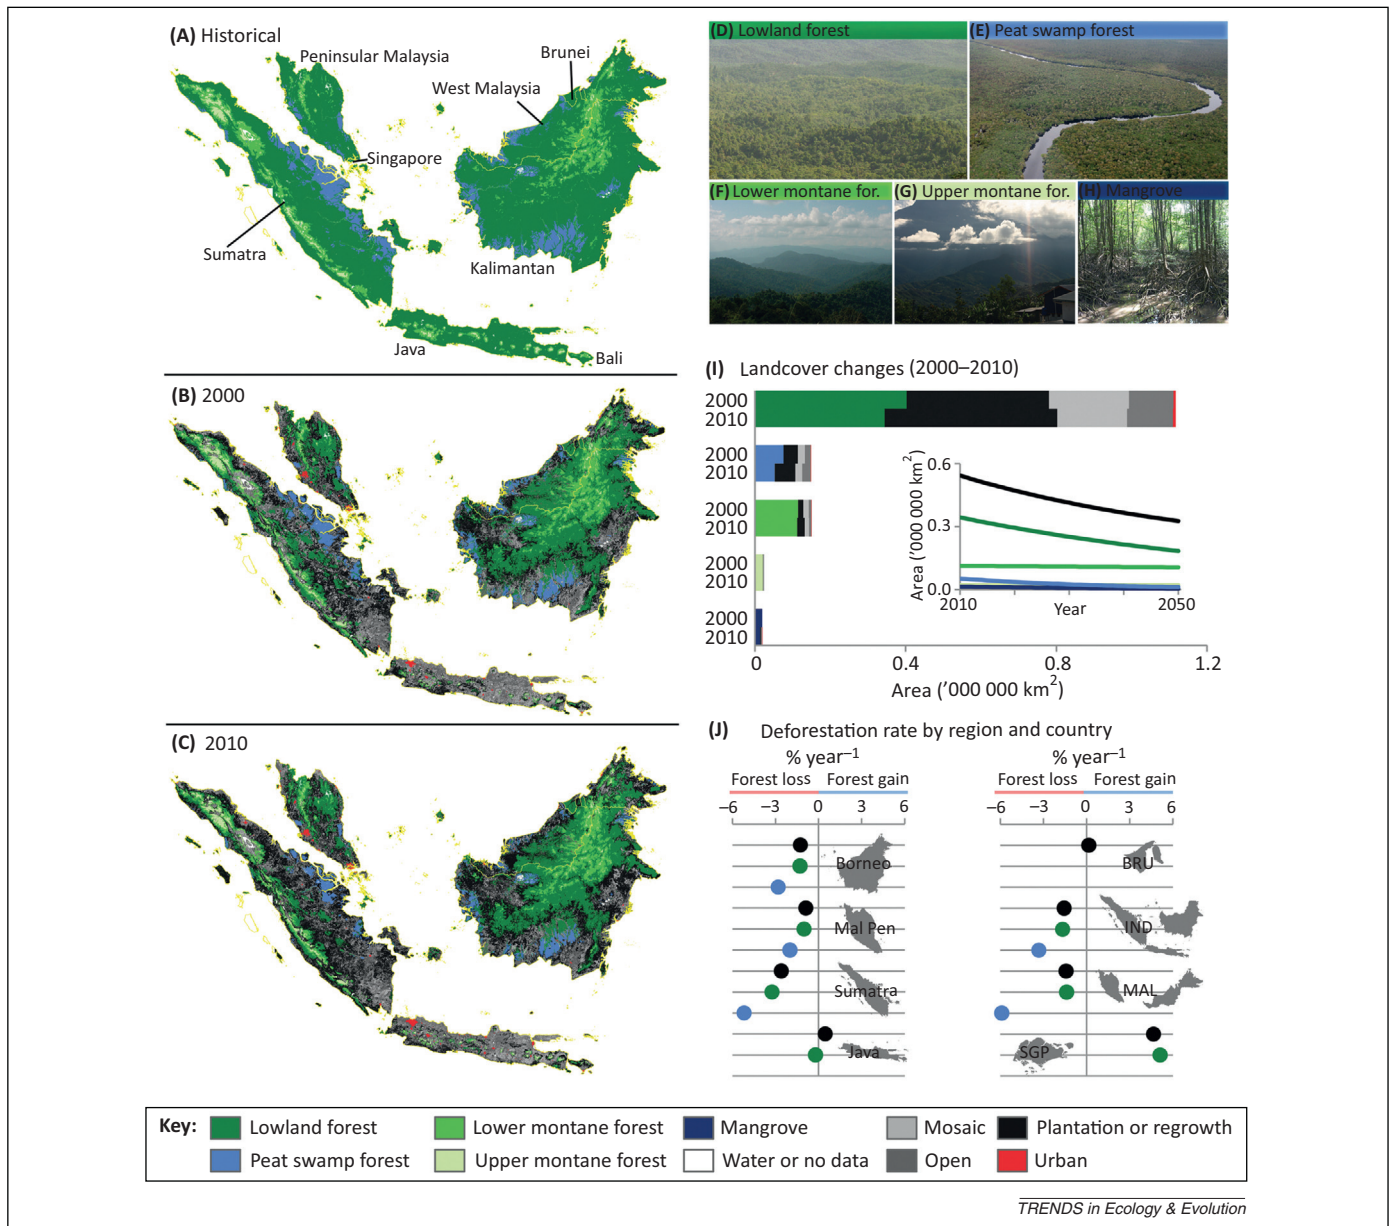 (A) Historical
Peninsular Malaysia
Brunei
West Malaysia
Singapore
Sumatra
Kalimantan
Java
Bali
(B) 2000
(C) 2010
(D) Lowland forest
(E) Peat swamp forest
(F) Lower montane for.
(G) Upper montane for.
(H) Mangrove
(I) Landcover changes (2000–2010)
2000
2010
2000
2010
2000
2010
2000
2010
2000
2010
0 0.4 0.8 1.2
Area ('000 000 km²)
Area ('000 000 km²)
0.6
0.3
0.0
2010 Year 2050
(J) Deforestation rate by region and country
% year⁻¹
Forest loss Forest gain
−6 −3 0 3 6
Borneo
Mal Pen
Sumatra
Java
% year⁻¹
Forest loss Forest gain
−6 −3 0 3 6
BRU
IND
MAL
SGP
Key: Lowland forest Lower montane forest Mangrove Mosaic Plantation or regrowth
Peat swamp forest Upper montane forest Water or no data Open Urban
TRENDS in Ecology & Evolution